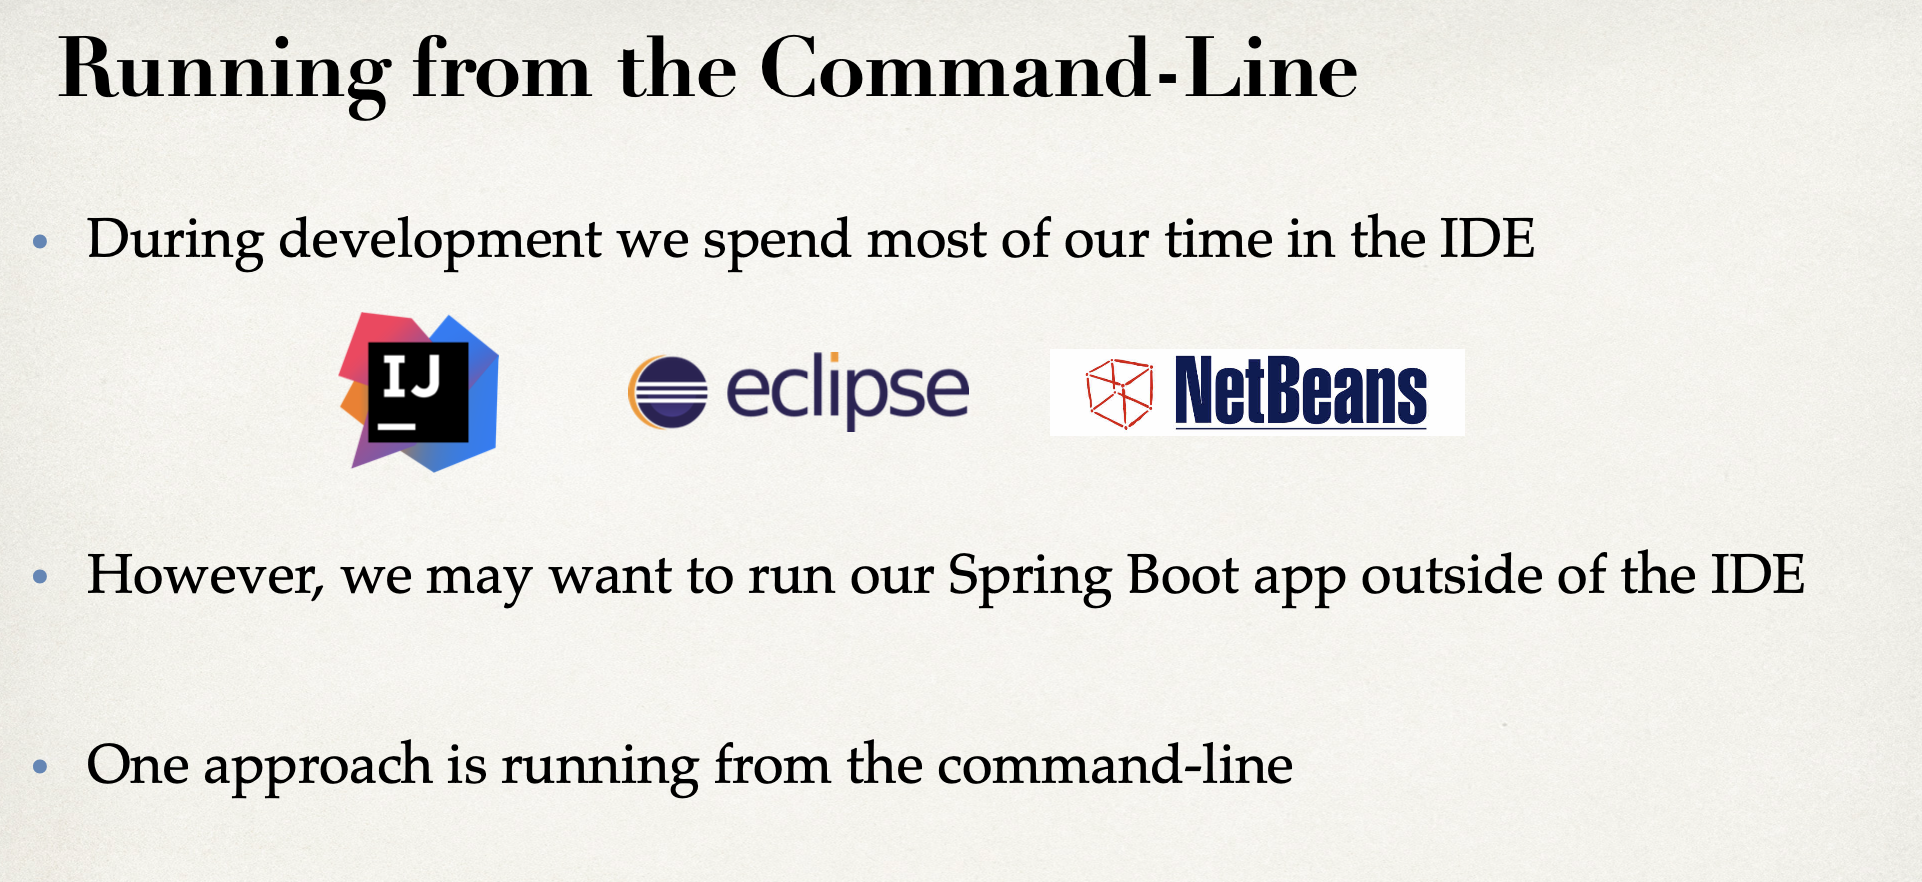 Running from the Command-Line
• During development we spend most of our time in the IDE
IJ
eclipse
NetBeans
• However, we may want to run our Spring Boot app outside of the IDE
• One approach is running from the command-line